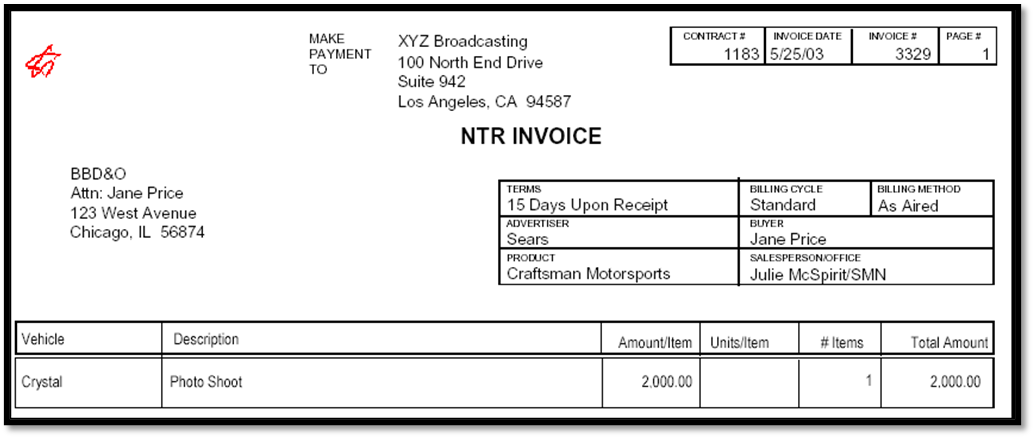 MAKE PAYMENT TO
XYZ Broadcasting
100 North End Drive
Suite 942
Los Angeles, CA 94587
CONTRACT # INVOICE DATE INVOICE # PAGE #
1183 5/25/03 3329 1
NTR INVOICE
BBD&O
Attn: Jane Price
123 West Avenue
Chicago, IL 56874
TERMS BILLING CYCLE BILLING METHOD
15 Days Upon Receipt Standard As Aired
ADVERTISER BUYER
Sears Jane Price
PRODUCT SALESPERSON/OFFICE
Craftsman Motorsports Julie McSpirit/SMN
Vehicle Description Amount/Item Units/Item # Items Total Amount
Crystal Photo Shoot 2,000.00 1 2,000.00